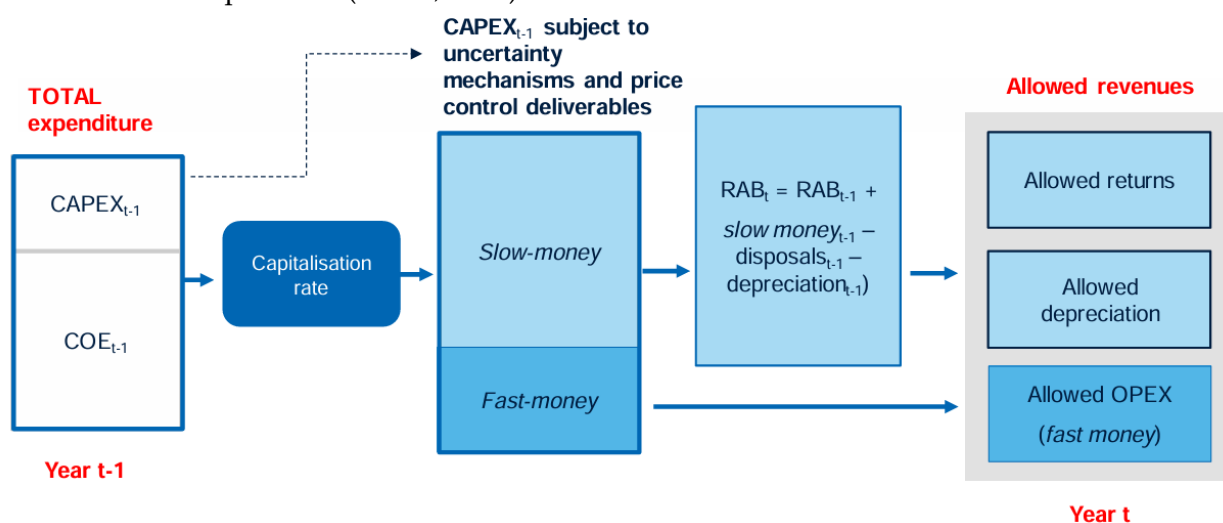 CAPEXt-1 subject to
uncertainty
mechanisms and price
control deliverables
TOTAL
expenditure
Allowed revenues
CAPEXt-1
COEt-1
Year t-1
Capitalisation
rate
Slow-money
Fast-money
RABt = RABt-1 +
slow moneyt-1 –
disposalst-1 –
depreciationt-1)
Allowed returns
Allowed
depreciation
Allowed OPEX
(fast money)
Year t